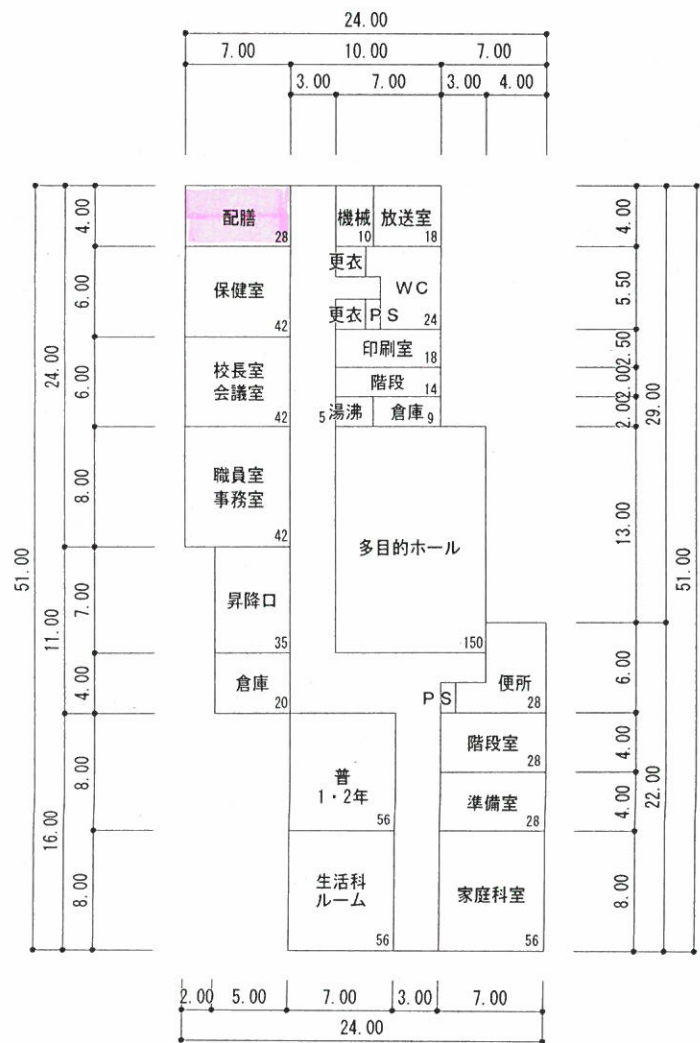 24.00
7.00 10.00 7.00
3.00 7.00 3.00 4.00
配膳 28
機械 10
放送室 18
更衣
WC 24
更衣 PS
保健室 42
印刷室 18
階段 14
校長室
会議室 42
5 湯沸
倉庫 9
職員室
事務室 42
多目的ホール 150
昇降口 35
倉庫 20
PS
便所 28
階段室 28
普
1・2年 56
準備室 28
生活科
ルーム 56
家庭科室 56
51.00
24.00
11.00
16.00
4.00
6.00
6.00
8.00
7.00
4.00
8.00
8.00
4.00
5.50
2.50
2.00
2.00
13.00
6.00
4.00
4.00
8.00
29.00
22.00
51.00
2.00 5.00 7.00 3.00 7.00
24.00